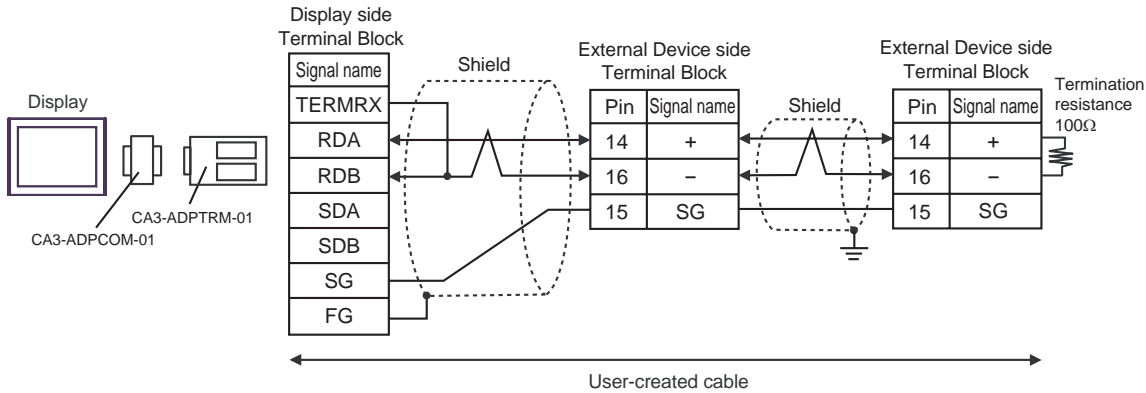 Display
CA3-ADPCOM-01
CA3-ADPTRM-01
Display side
Terminal Block
Signal name
TERMRX
RDA
RDB
SDA
SDB
SG
FG
Shield
External Device side
Terminal Block
Pin Signal name
14 +
16 –
15 SG
Shield
External Device side
Terminal Block
Pin Signal name
14 +
16 –
15 SG
Termination
resistance
100Ω
User-created cable